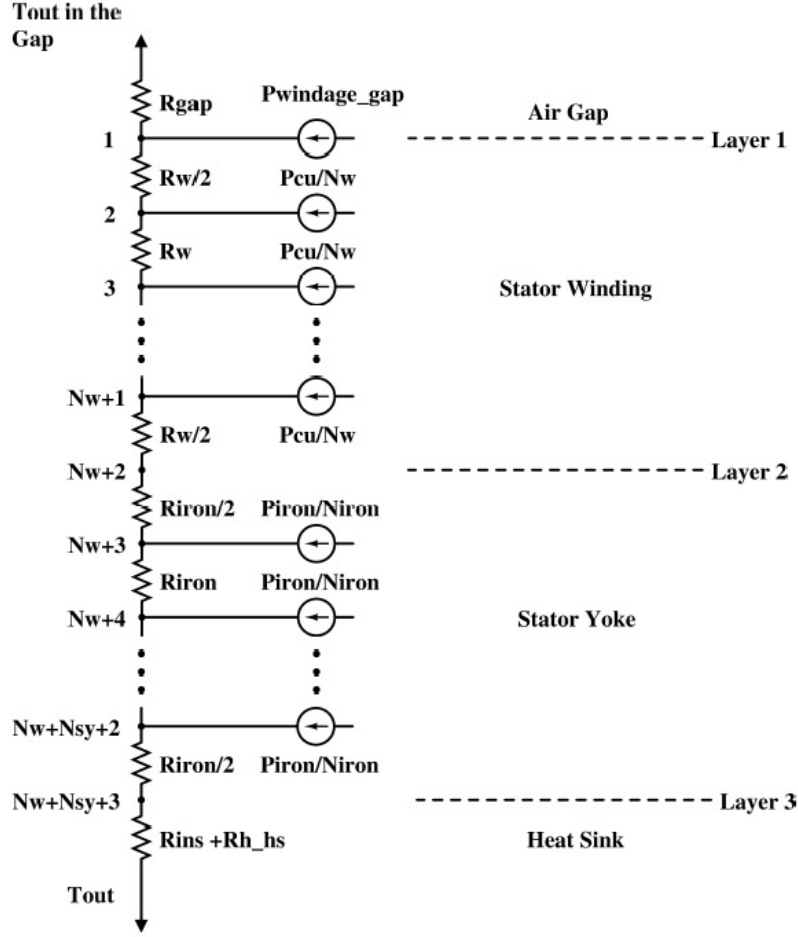 Tout in the
Gap
Rgap
Pwindage_gap
Air Gap
1
Layer 1
Rw/2
Pcu/Nw
2
Rw
Pcu/Nw
3
Stator Winding
Nw+1
Rw/2
Pcu/Nw
Nw+2
Layer 2
Riron/2
Piron/Niron
Nw+3
Riron
Piron/Niron
Nw+4
Stator Yoke
Nw+Nsy+2
Riron/2
Piron/Niron
Nw+Nsy+3
Layer 3
Rins +Rh_hs
Heat Sink
Tout